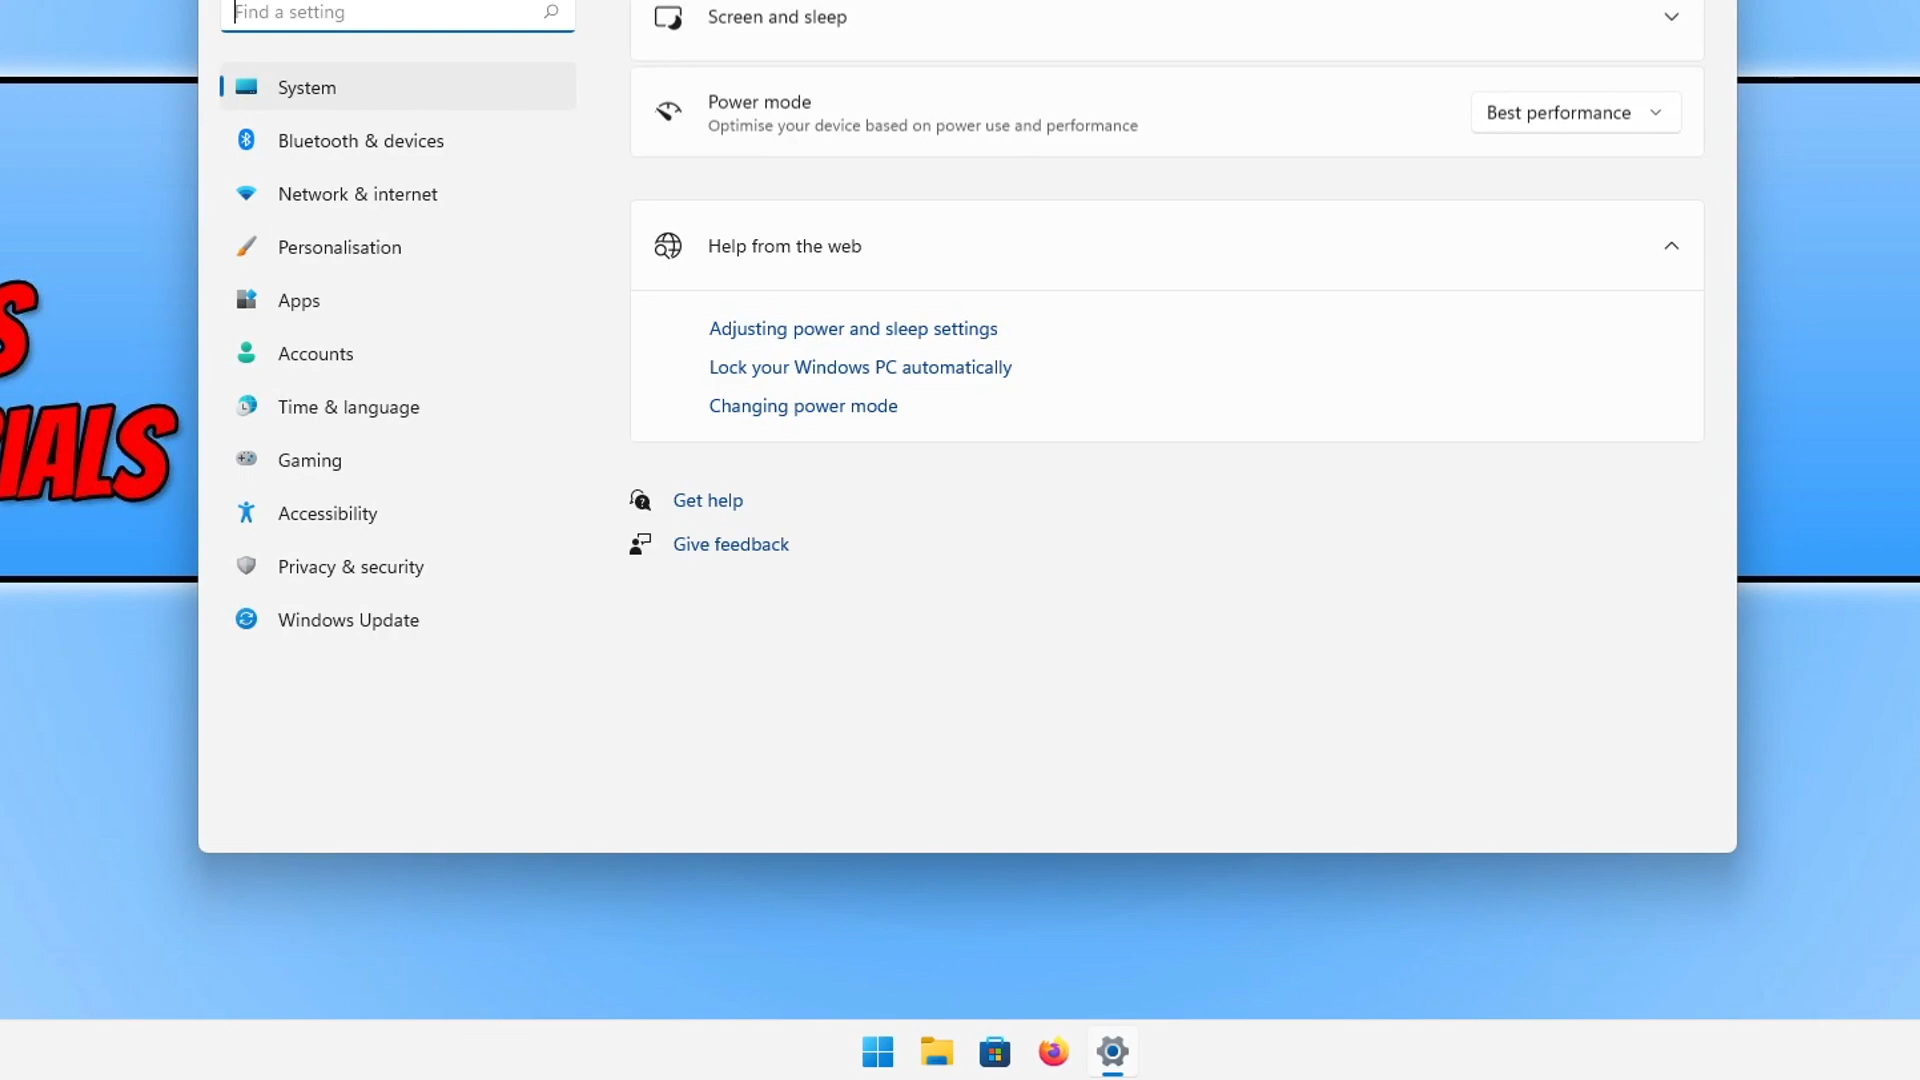 Find a setting
System
Bluetooth & devices
Network & internet
Personalisation
Apps
Accounts
Time & language
Gaming
Accessibility
Privacy & security
Windows Update
Screen and sleep
Power mode
Optimise your device based on power use and performance
Best performance
Help from the web
Adjusting power and sleep settings
Lock your Windows PC automatically
Changing power mode
Get help
Give feedback
S
IALS